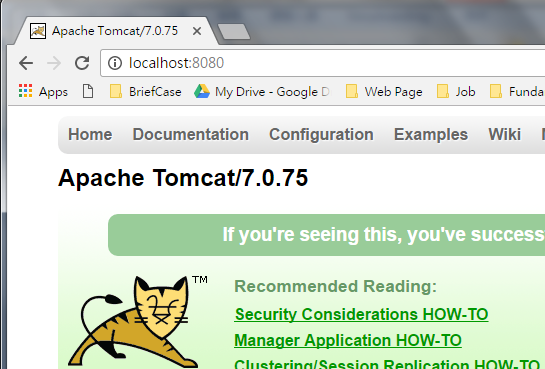 Apache Tomcat/7.0.75
localhost:8080
Apps BriefCase My Drive - Google D Web Page Job Funda
Home Documentation Configuration Examples Wiki
Apache Tomcat/7.0.75
If you're seeing this, you've success
TM
Recommended Reading:
Security Considerations HOW-TO
Manager Application HOW-TO
Clustering/Session Replication HOW-TO